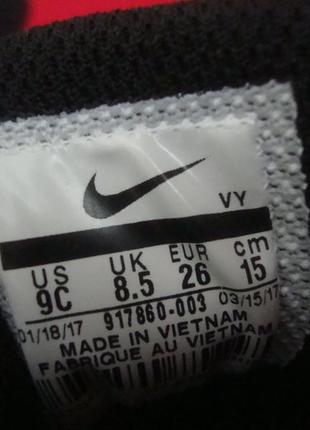 VY
US UK EUR cm
9C 8.5 26 15
01/18/17 917860-003 03/15/17
MADE IN VIETNAM
FABRIQUE AU VIETNAM